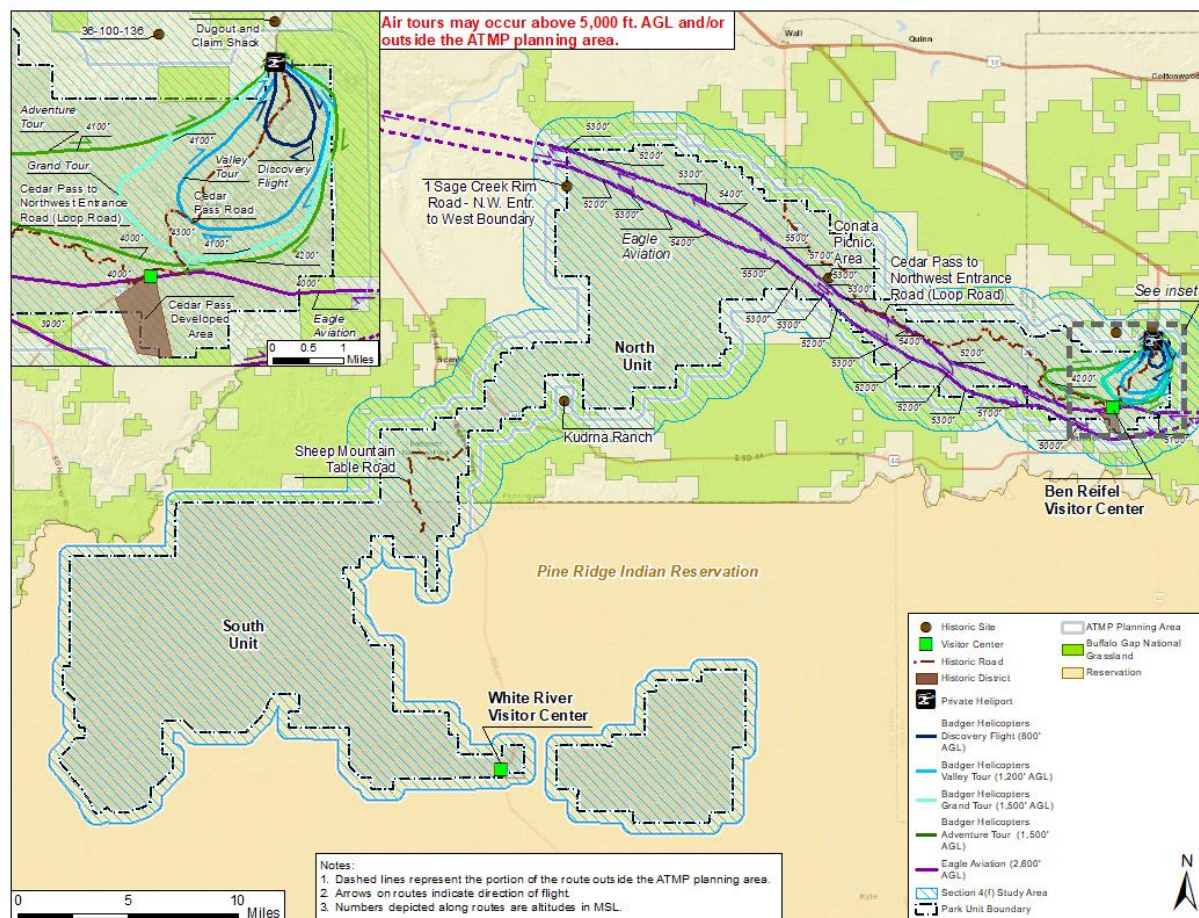 Air tours may occur above 5,000 ft. AGL and/or
outside the ATMP planning area.
36-100-136
Dugout and
Claim Shack
Adventure
Tour
4100'
4100'
Grand Tour
Valley
Tour
Discovery
Flight
Cedar Pass to
Northwest Entrance
Road (Loop Road)
Cedar
Pass Road
4000'
4300'
4100'
4200'
4000'
4000'
Cedar Pass
Developed
Area
3900'
Eagle
Aviation
0 0.5 1
Miles
Wall
Quinn
Cottonwood
5300'
5200'
5300'
5200'
5400'
1 Sage Creek Rim
Road - N.W. Entr.
to West Boundary
5200'
5300'
Eagle
Aviation
5400'
5500'
5500'
5700'
Conata
Picnic
Area
5300'
5300'
Cedar Pass to
Northwest Entrance
Road (Loop Road)
See inset
5300'
5300'
5200'
5400'
5200'
4200'
5300'
5200'
5200'
5300'
5100'
5000'
5100'
North
Unit
Kudrna Ranch
Sheep Mountain
Table Road
E SD 44
44
Ben Reifel
Visitor Center
Pine Ridge Indian Reservation
South
Unit
White River
Visitor Center
Kyle
Historic Site
Visitor Center
Historic Road
Historic District
Private Heliport
Badger Helicopters
Discovery Flight (800'
AGL)
Badger Helicopters
Valley Tour (1,200' AGL)
Badger Helicopters
Grand Tour (1,500' AGL)
Badger Helicopters
Adventure Tour (1,500'
AGL)
Eagle Aviation (2,600'
AGL)
Section 4(f) Study Area
Park Unit Boundary
ATMP Planning Area
Buffalo Gap National
Grassland
Reservation
N
Notes:
1. Dashed lines represent the portion of the route outside the ATMP planning area.
2. Arrows on routes indicate direction of flight.
3. Numbers depicted along routes are altitudes in MSL.
0 5 10
Miles